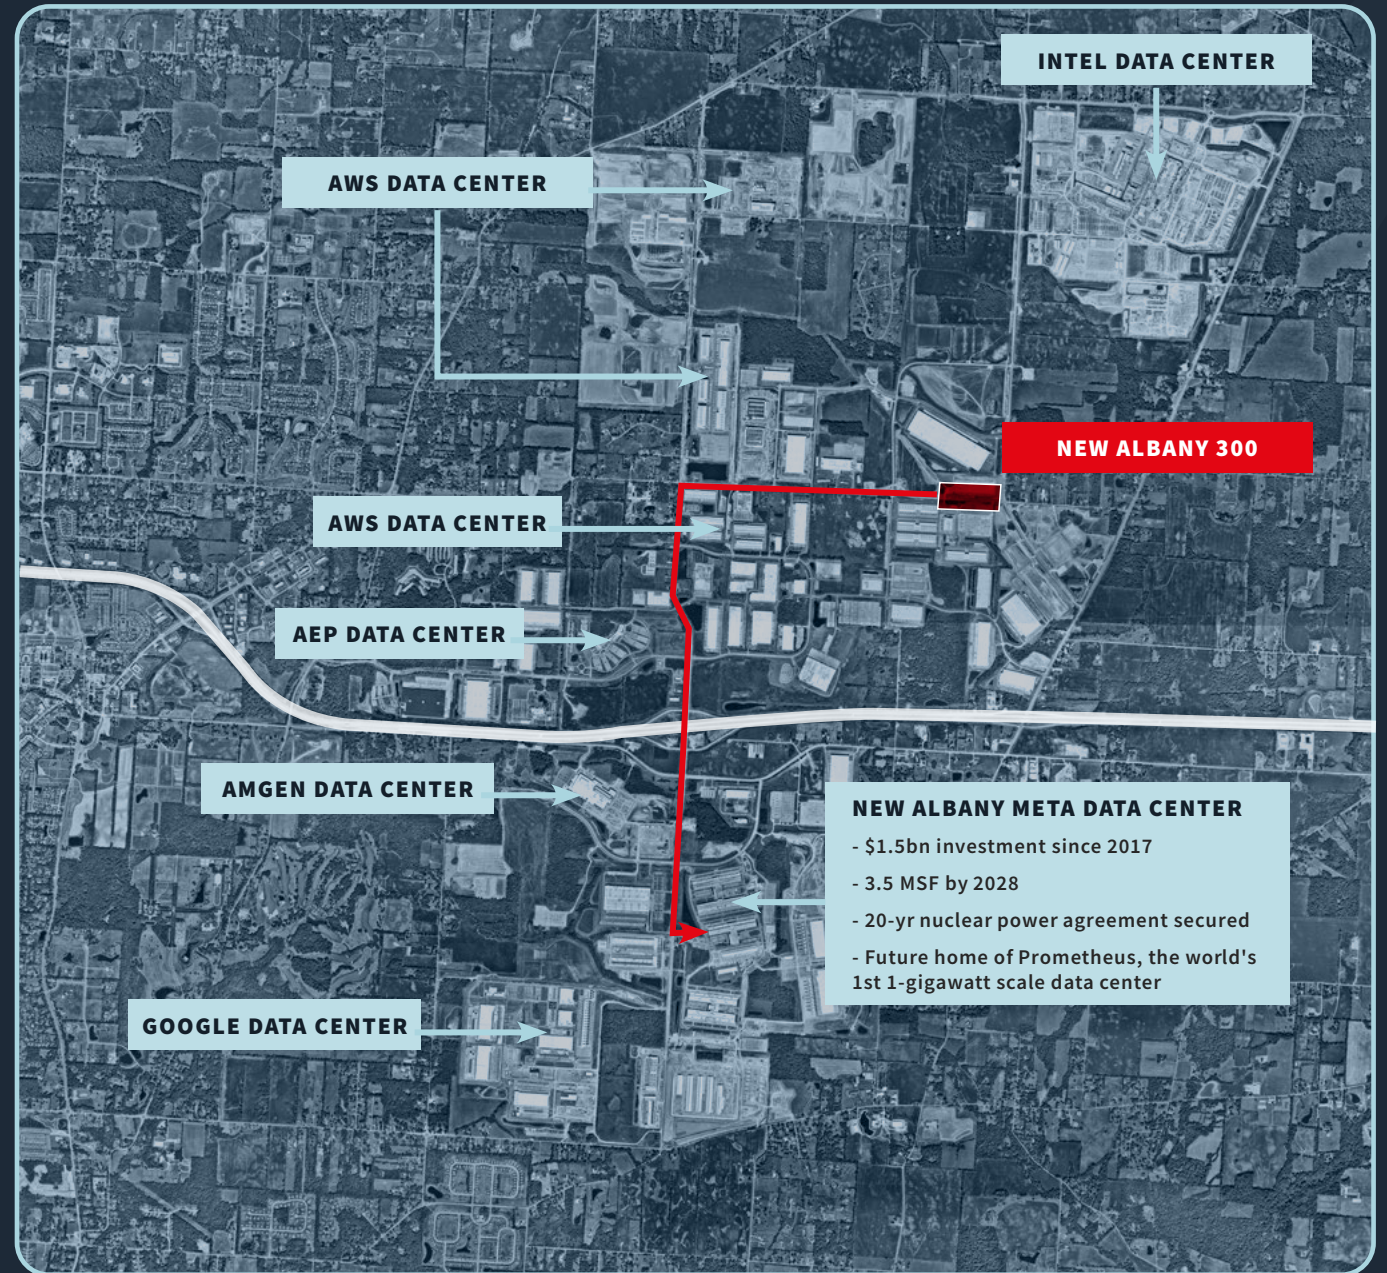 INTEL DATA CENTER
AWS DATA CENTER
NEW ALBANY 300
AWS DATA CENTER
AEP DATA CENTER
AMGEN DATA CENTER
NEW ALBANY META DATA CENTER
- $1.5bn investment since 2017
- 3.5 MSF by 2028
- 20-yr nuclear power agreement secured
- Future home of Prometheus, the world's
1st 1-gigawatt scale data center
GOOGLE DATA CENTER